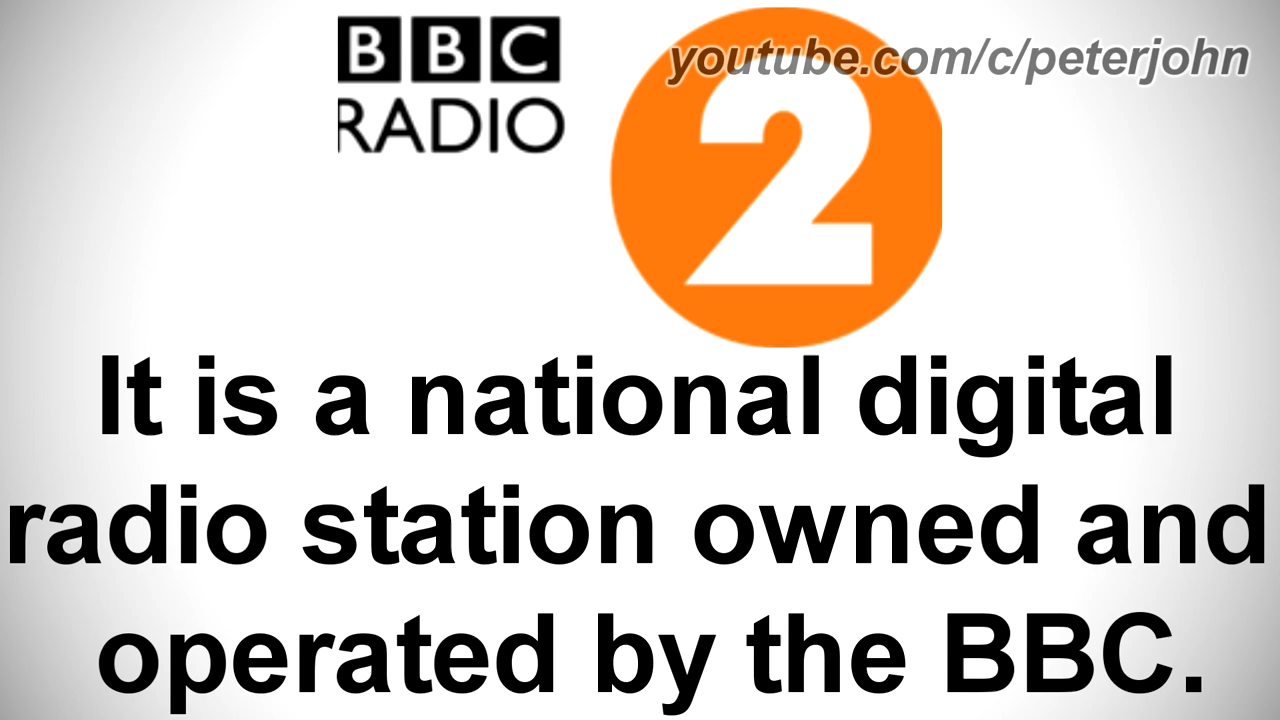 BBC
RADIO
2
youtube.com/c/peterjohn
It is a national digital
radio station owned and
operated by the BBC.